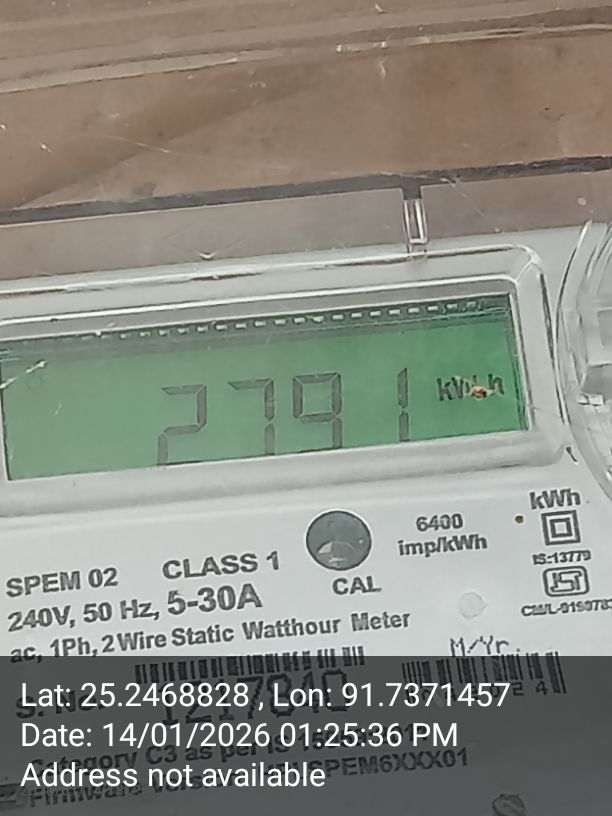 2791 kWh
kWh
6400
imp/kWh
IS:13779
SPEM 02 CLASS 1
CAL
240V, 50 Hz, 5-30A
ac, 1Ph, 2 Wire Static Watthour Meter
M/Yr.
Lat: 25.2468828 , Lon: 91.7371457
Date: 14/01/2026 01:25:36 PM
Address not available